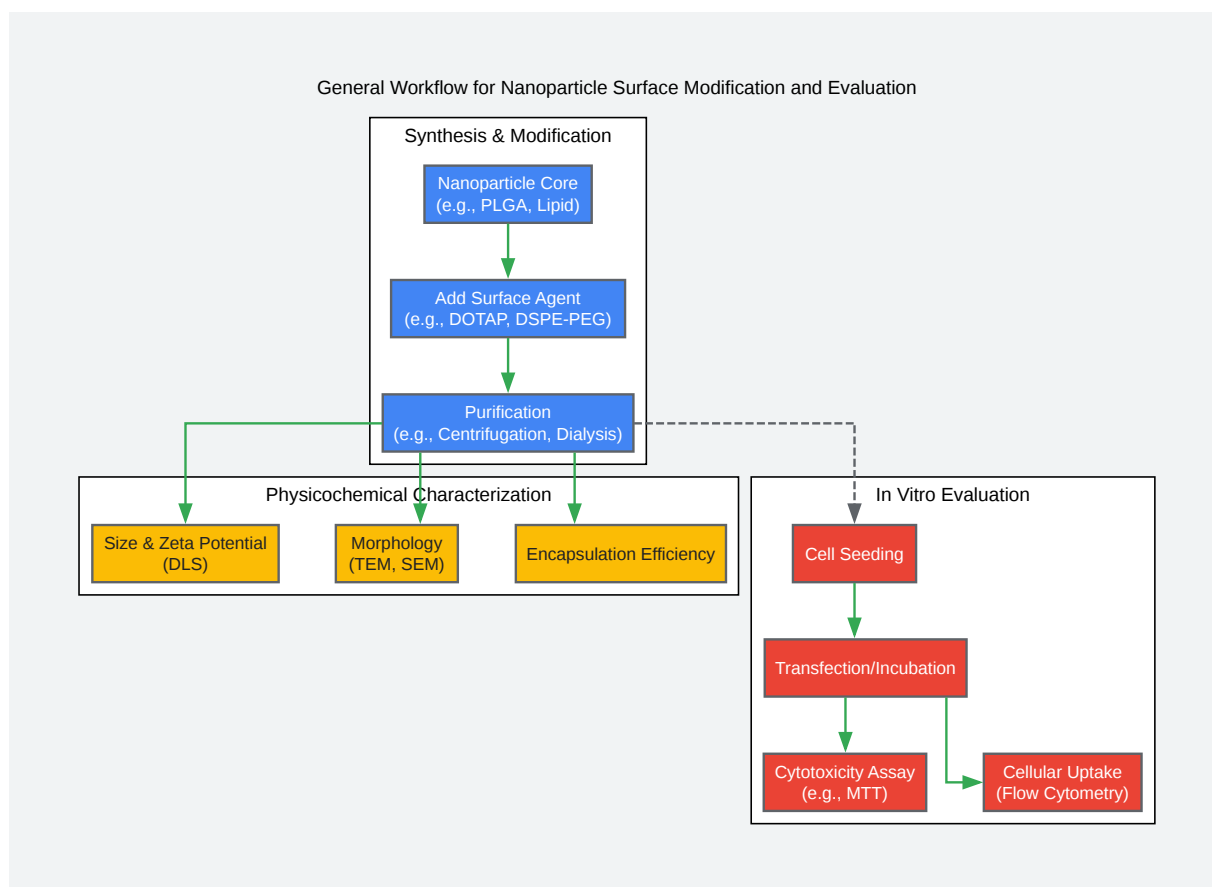 General Workflow for Nanoparticle Surface Modification and Evaluation
Synthesis & Modification
Nanoparticle Core
(e.g., PLGA, Lipid)
Add Surface Agent
(e.g., DOTAP, DSPE-PEG)
Purification
(e.g., Centrifugation, Dialysis)
Physicochemical Characterization
Size & Zeta Potential
(DLS)
Morphology
(TEM, SEM)
Encapsulation Efficiency
In Vitro Evaluation
Cell Seeding
Transfection/Incubation
Cytotoxicity Assay
(e.g., MTT)
Cellular Uptake
(Flow Cytometry)